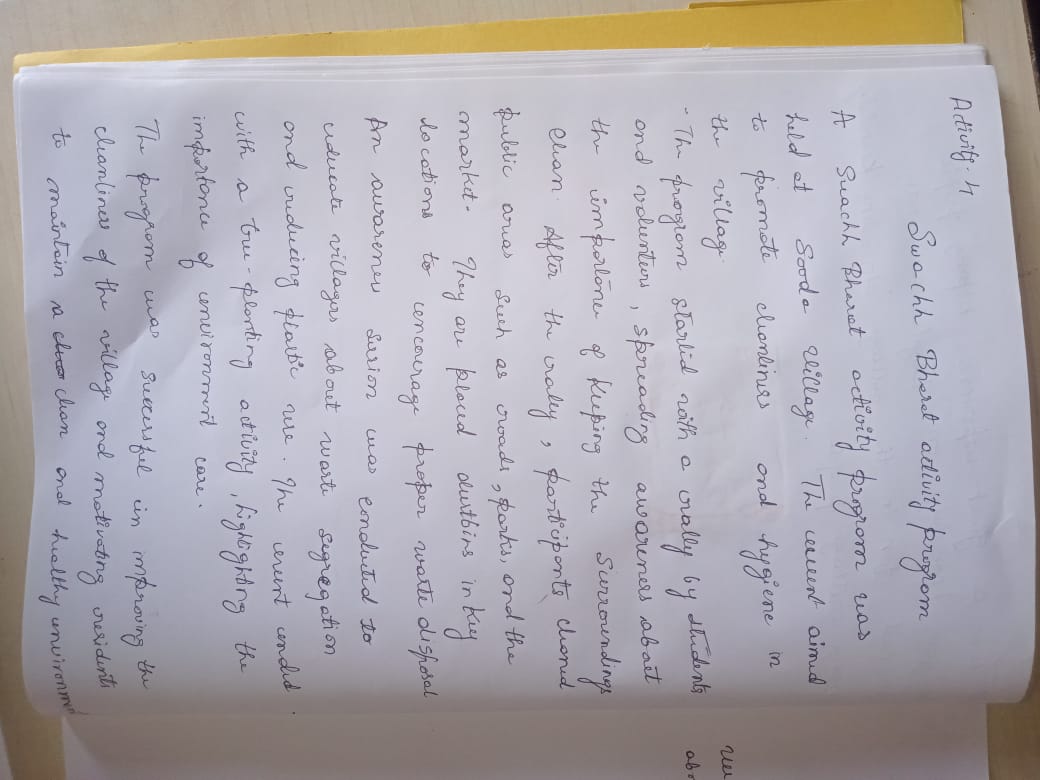 Activity-4
Swachh Bharat activity program
A Swachh Bharat activity program was
held at Sooda village. The event aimed
to promote cleanliness and hygiene in
the village.
The program started with a rally by students
and volunteers, spreading awareness about
the importance of keeping the surroundings
clean. After the rally, participants cleaned
public areas such as roads, parks, and the
market. They are placed dustbins in key
locations to encourage proper waste disposal
An awareness session was conducted to
educate villagers about waste segregation
and reducing plastic use. The event ended
with a tree-planting activity, highlighting the
importance of environment care.
The program was successful in improving the
cleanliness of the village and motivating residents
to maintain a clean and healthy environment